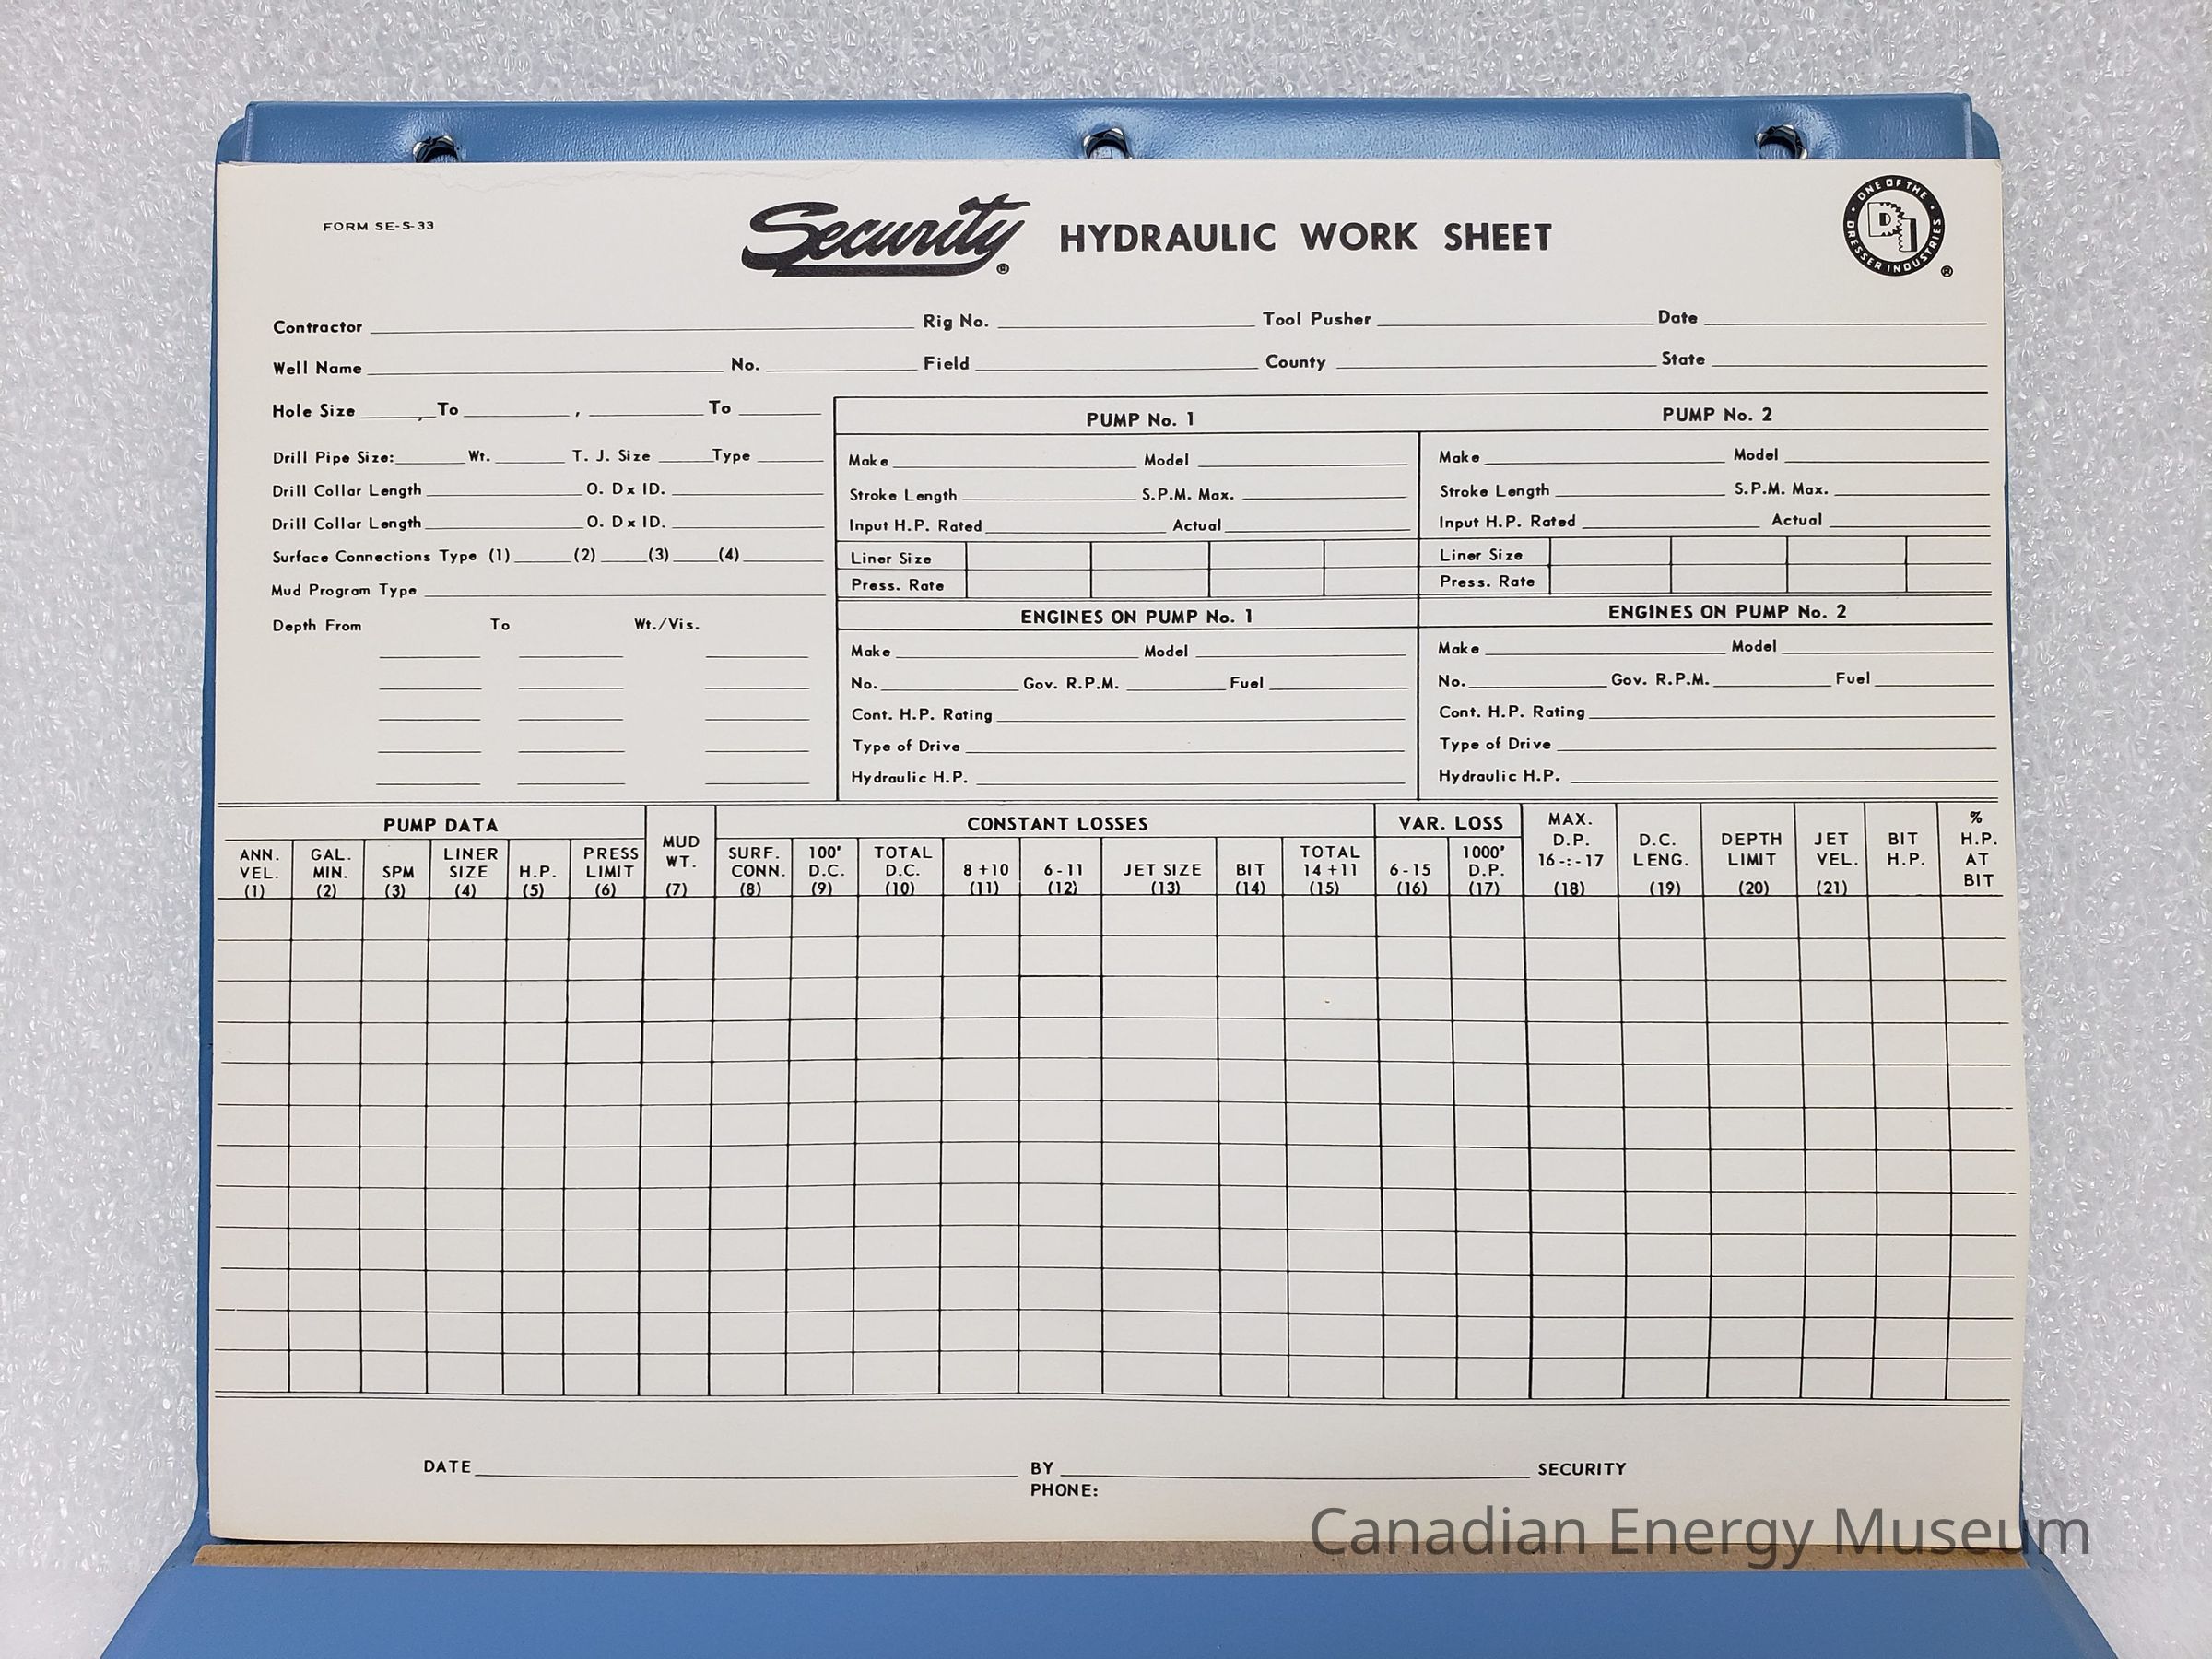 FORM SE-S-33
Security ® HYDRAULIC WORK SHEET
ONE OF THE DRESSER INDUSTRIES
DI
®
Contractor Rig No. Tool Pusher Date
Well Name No. Field County State
Hole Size , To , To
Drill Pipe Size: Wt. T. J. Size Type
Drill Collar Length O. D x ID.
Drill Collar Length O. D x ID.
Surface Connections Type (1) (2) (3) (4)
Mud Program Type
Depth From To Wt./Vis.
PUMP No. 1
Make Model
Stroke Length S.P.M. Max.
Input H.P. Rated Actual
Liner Size
Press. Rate
ENGINES ON PUMP No. 1
Make Model
No. Gov. R.P.M. Fuel
Cont. H.P. Rating
Type of Drive
Hydraulic H.P.
PUMP No. 2
Make Model
Stroke Length S.P.M. Max.
Input H.P. Rated Actual
Liner Size
Press. Rate
ENGINES ON PUMP No. 2
Make Model
No. Gov. R.P.M. Fuel
Cont. H.P. Rating
Type of Drive
Hydraulic H.P.
PUMP DATA
ANN. VEL. (1)
GAL. MIN. (2)
SPM (3)
LINER SIZE (4)
H.P. (5)
PRESS LIMIT (6)
MUD WT. (7)
CONSTANT LOSSES
SURF. CONN. (8)
100' D.C. (9)
TOTAL D.C. (10)
8+10 (11)
6-11 (12)
JET SIZE (13)
BIT (14)
TOTAL 14+11 (15)
VAR. LOSS
6-15 (16)
1000' D.P. (17)
MAX. D.P. 16-:-17 (18)
D.C. LENG. (19)
DEPTH LIMIT (20)
JET VEL. (21)
BIT H.P.
% H.P. AT BIT
DATE BY SECURITY
PHONE:
Canadian Energy Museum